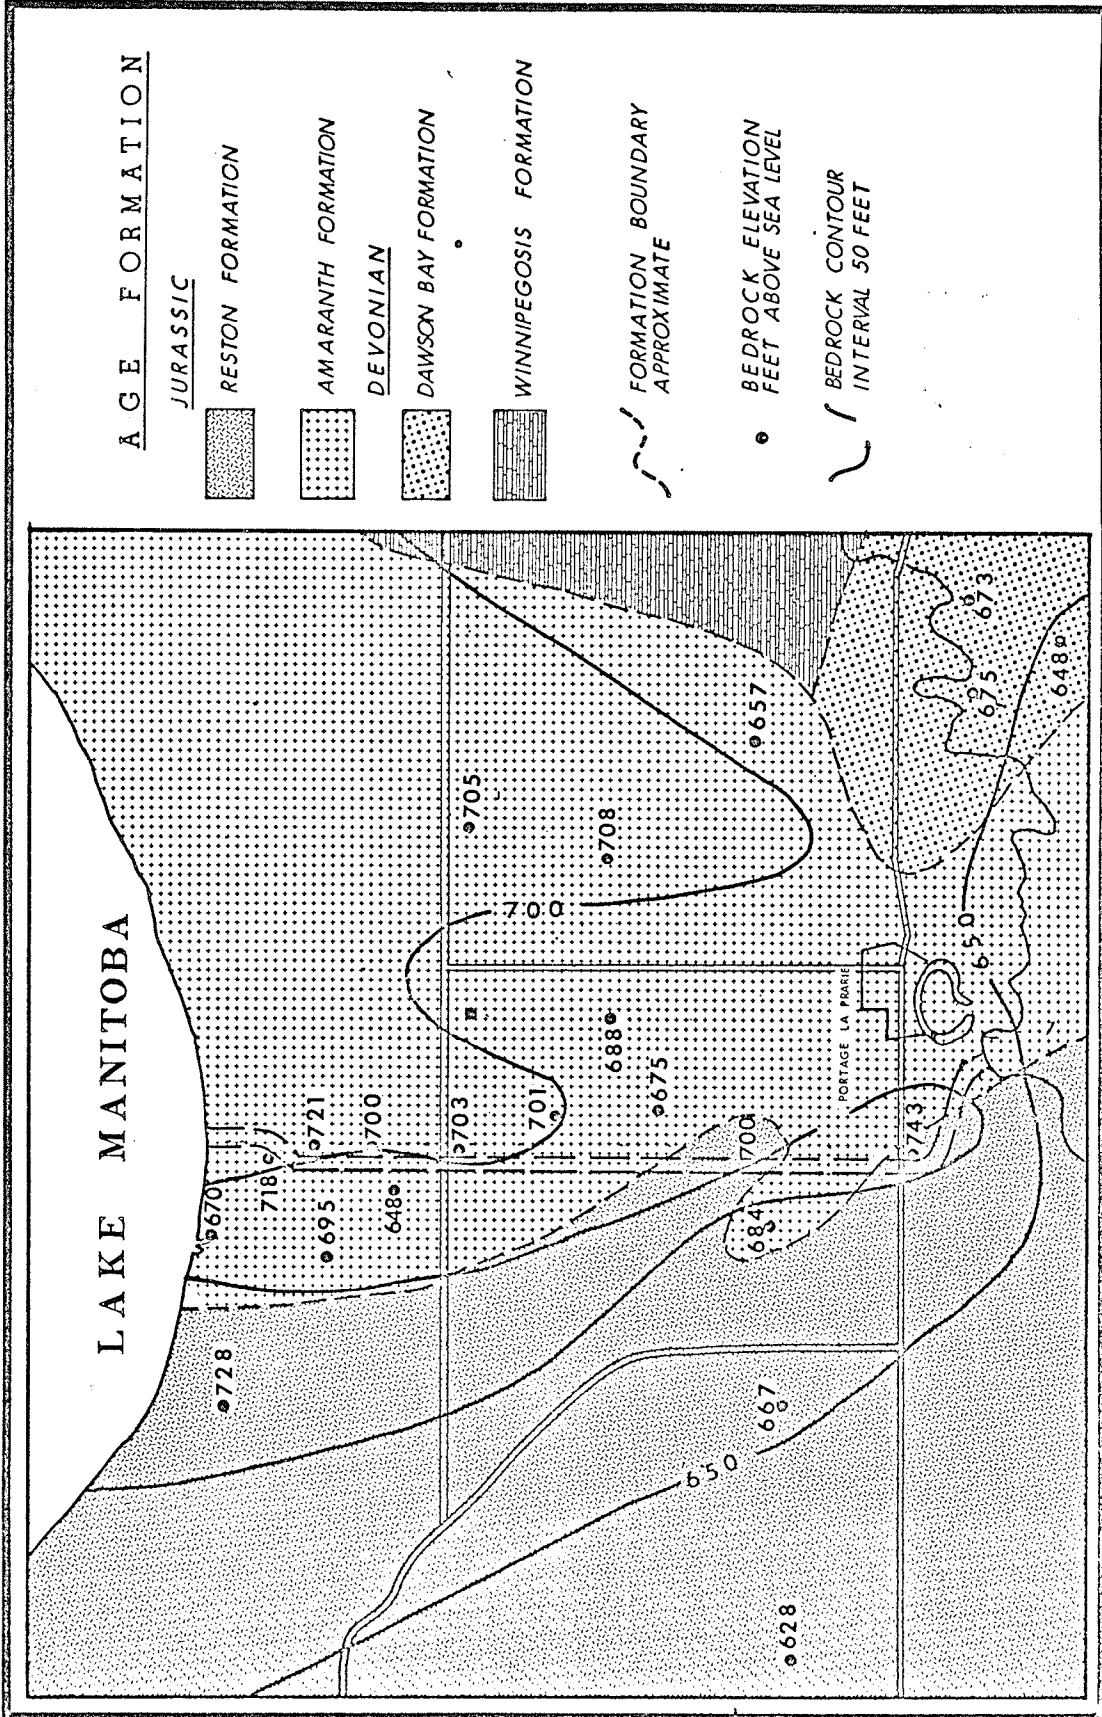 AGE FORMATION
JURASSIC
RESTON FORMATION
AMARANTH FORMATION
DEVONIAN
DAWSON BAY FORMATION
WINNIPEGOSIS FORMATION
FORMATION BOUNDARY
APPROXIMATE
BEDROCK ELEVATION
FEET ABOVE SEA LEVEL
BEDROCK CONTOUR
INTERVAL 50 FEET
LAKE MANITOBA
670
728
718
721
695
700
648
703
705
701
700
708
688
675
650
700
657
684
667
628
PORTAGE LA PRARIE
743
650
675
673
648